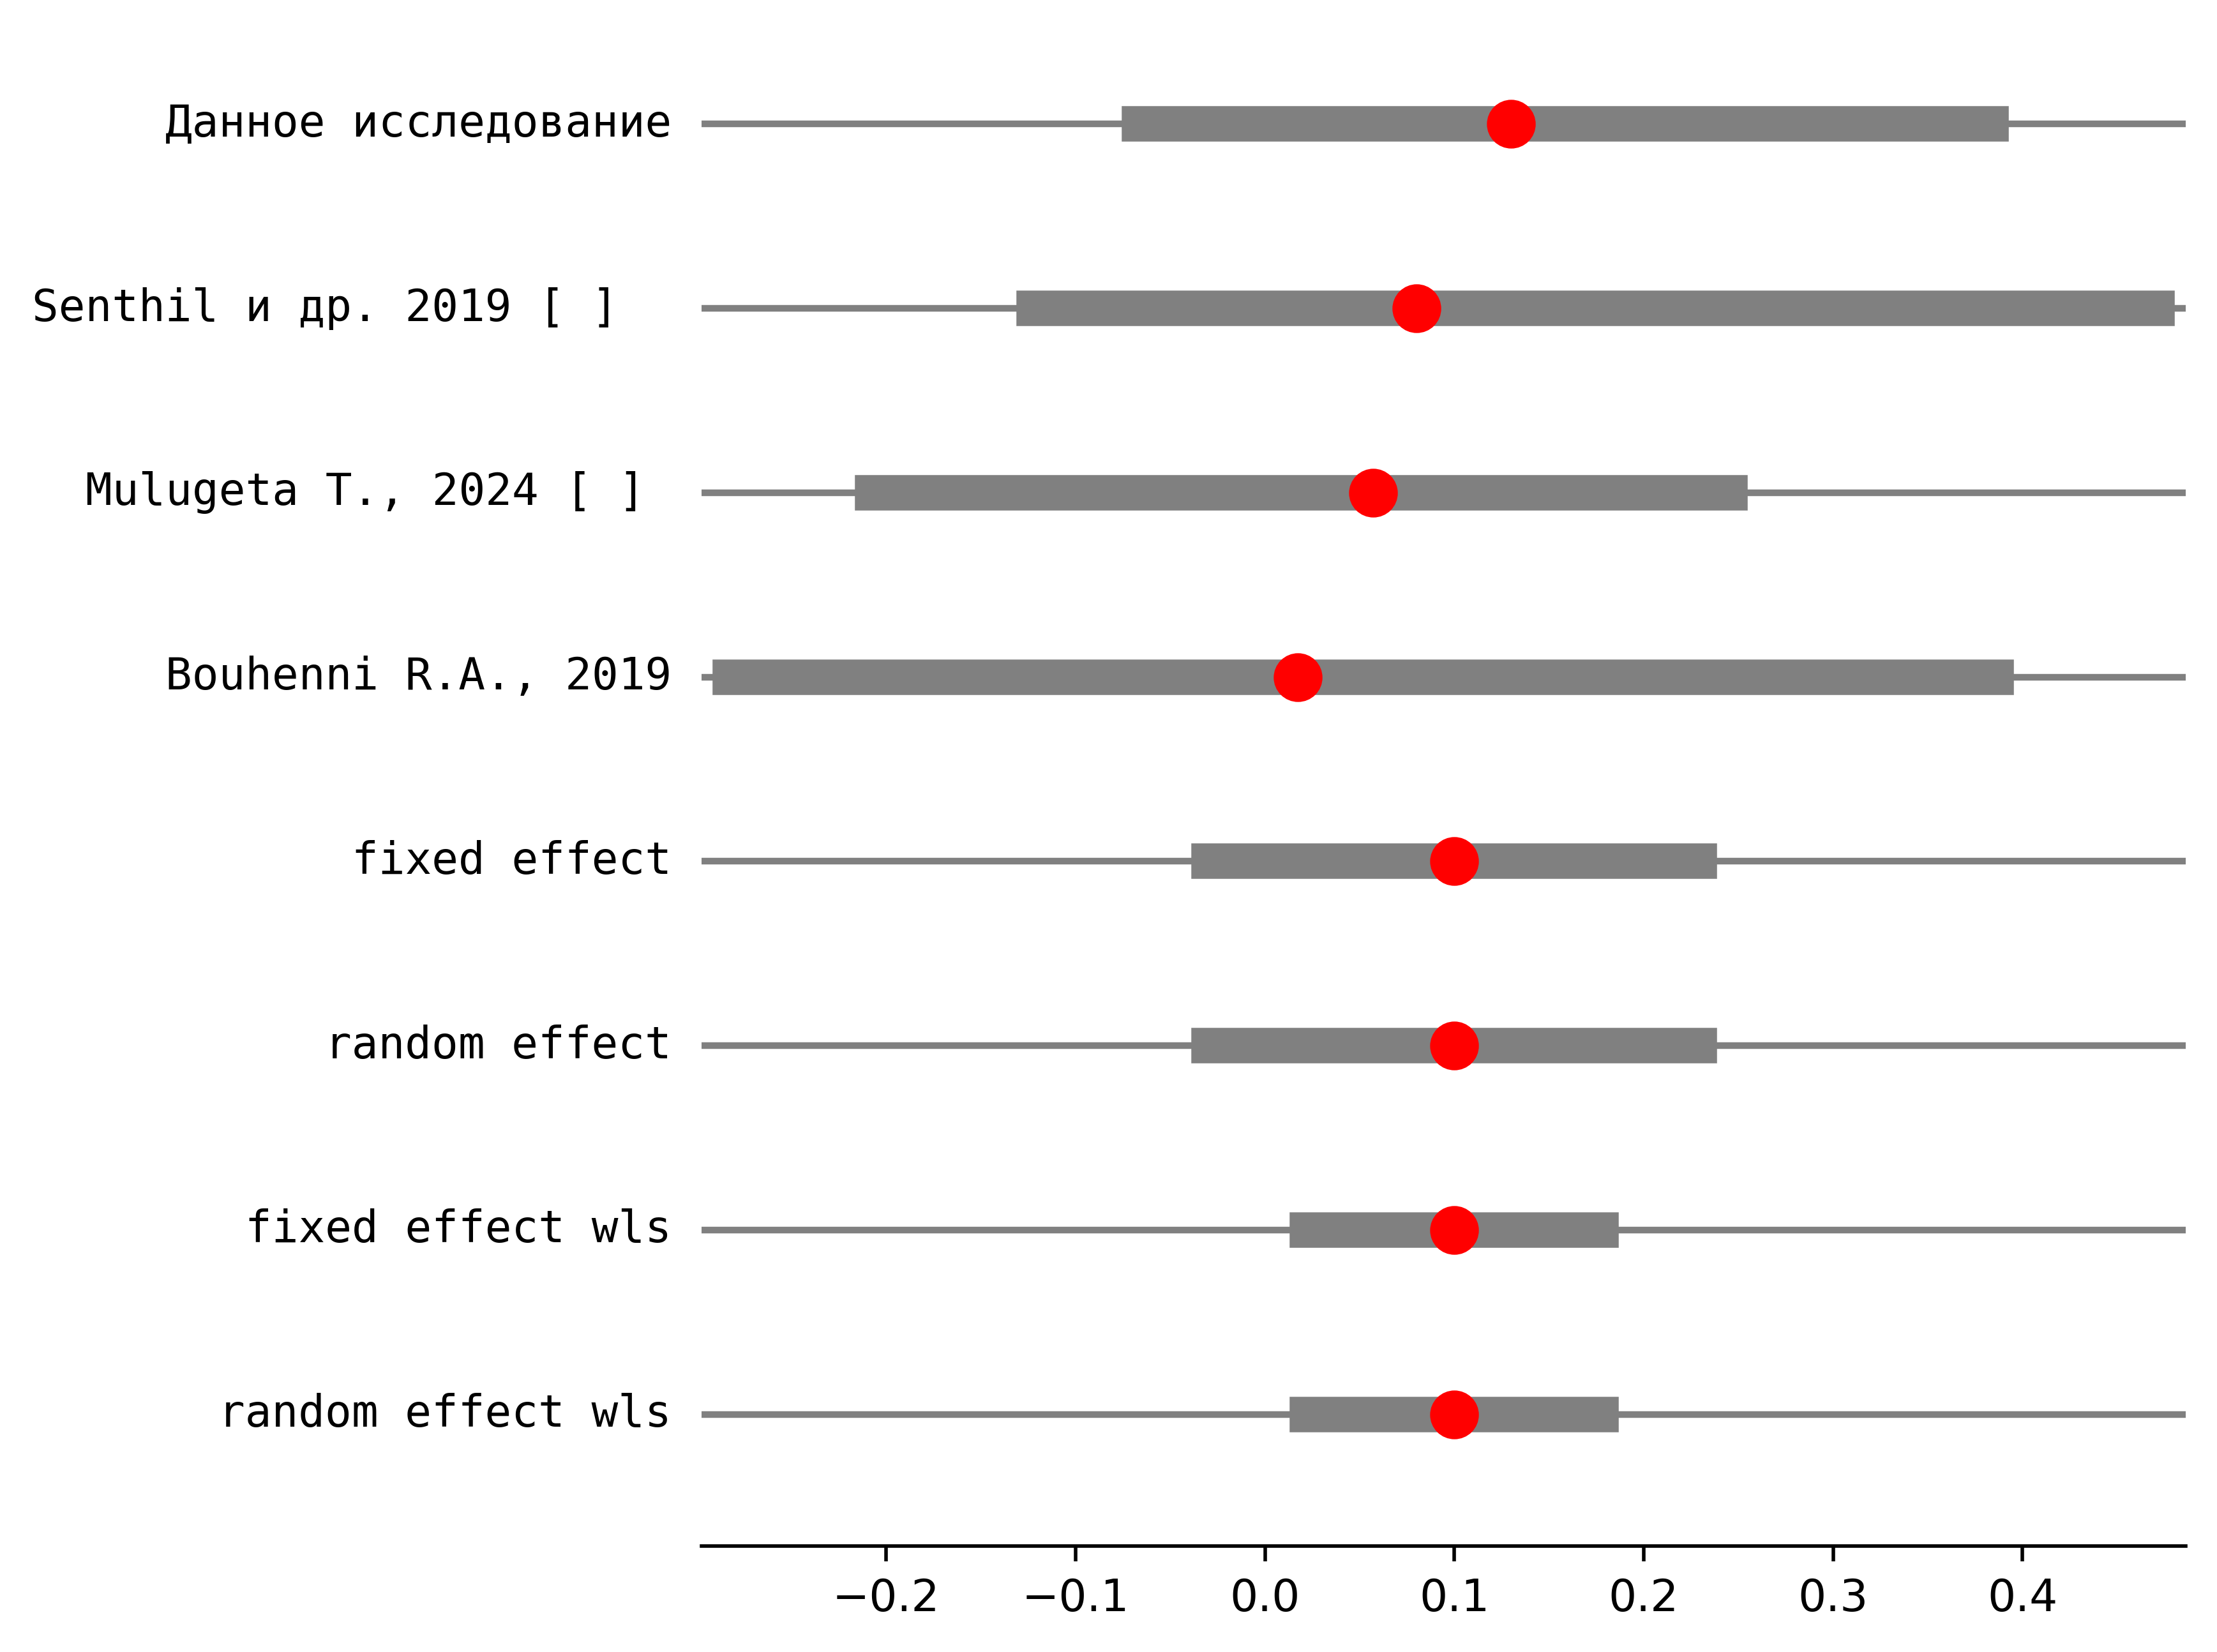 Данное исследование
Senthil и др. 2019 [ ]
Mulugeta T., 2024 [ ]
Bouhenni R.A., 2019
fixed effect
random effect
fixed effect wls
random effect wls
−0.2 −0.1 0.0 0.1 0.2 0.3 0.4